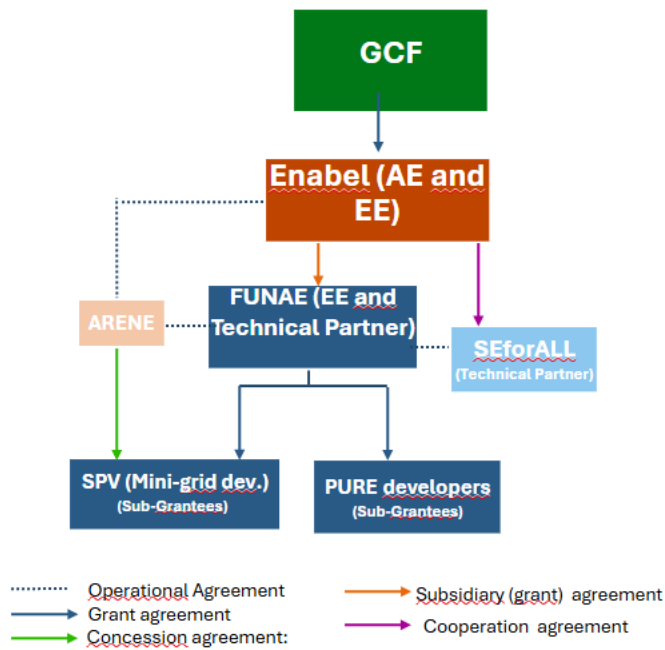 GCF
Enabel (AE and
EE)
FUNAE (EE and
Technical Partner)
ARENE
SEforALL
(Technical Partner)
SPV (Mini-grid dev.)
(Sub-Grantees)
PURE developers
(Sub-Grantees)
Operational Agreement
Grant agreement
Concession agreement:
Subsidiary (grant) agreement
Cooperation agreement